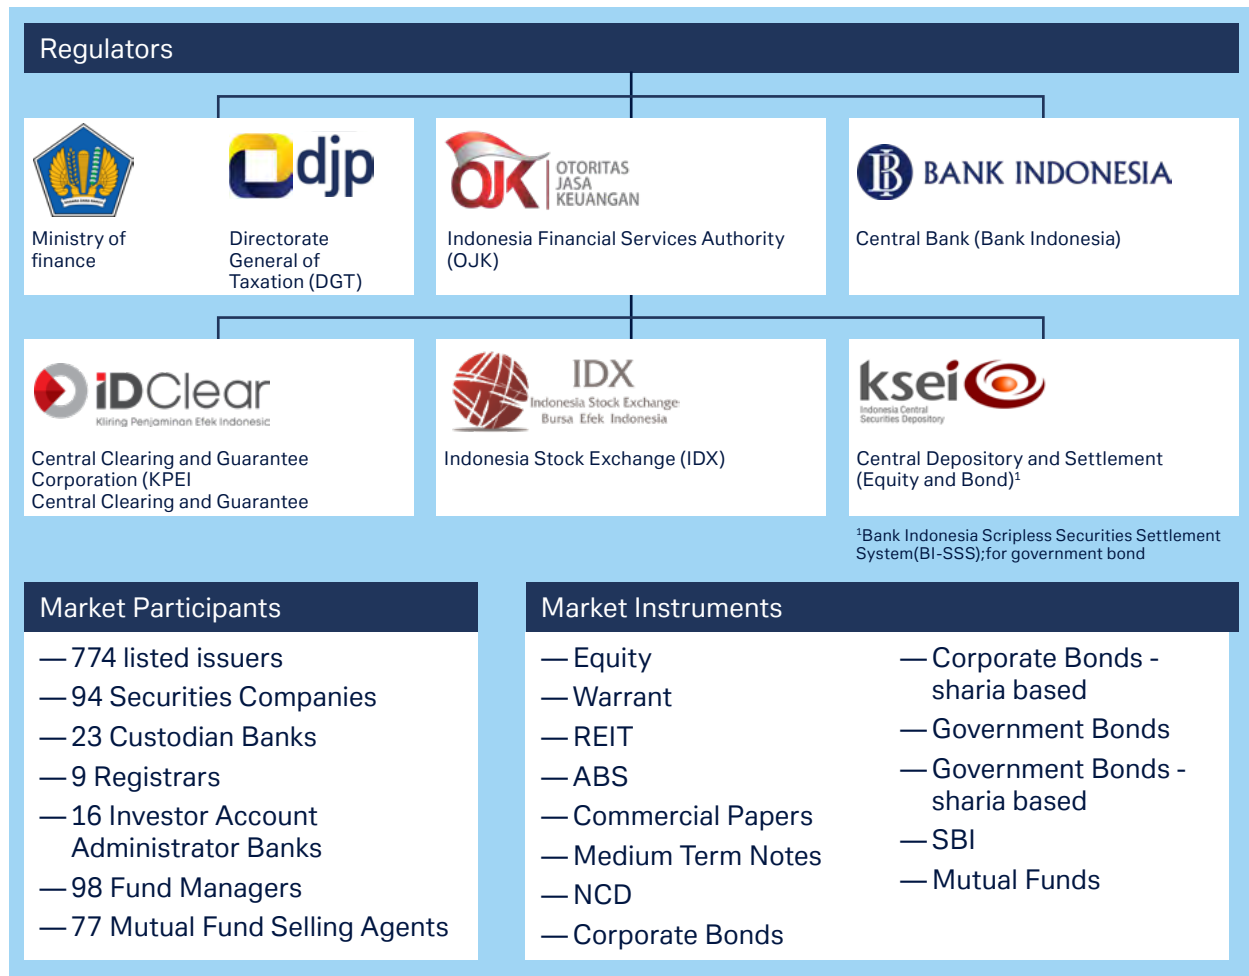 Regulators
djp
OJK
OTORITAS
JASA
KEUANGAN
BI
BANK INDONESIA
Ministry of
finance
Directorate
General of
Taxation (DGT)
Indonesia Financial Services Authority
(OJK)
Central Bank (Bank Indonesia)
iDClear
Kliring Penjaminan Efek Indonesic
IDX
Indonesia Stock Exchange
Bursa Efek Indonesia
ksei
Indonesia Central
Securities Depository
Central Clearing and Guarantee
Corporation (KPEI
Central Clearing and Guarantee
Indonesia Stock Exchange (IDX)
Central Depository and Settlement
(Equity and Bond)¹
¹Bank Indonesia Scripless Securities Settlement
System(BI-SSS);for government bond
Market Participants
— 774 listed issuers
— 94 Securities Companies
— 23 Custodian Banks
— 9 Registrars
— 16 Investor Account
Administrator Banks
— 98 Fund Managers
— 77 Mutual Fund Selling Agents
Market Instruments
— Equity
— Warrant
— REIT
— ABS
— Commercial Papers
— Medium Term Notes
— NCD
— Corporate Bonds
— Corporate Bonds -
sharia based
— Government Bonds
— Government Bonds -
sharia based
— SBI
— Mutual Funds